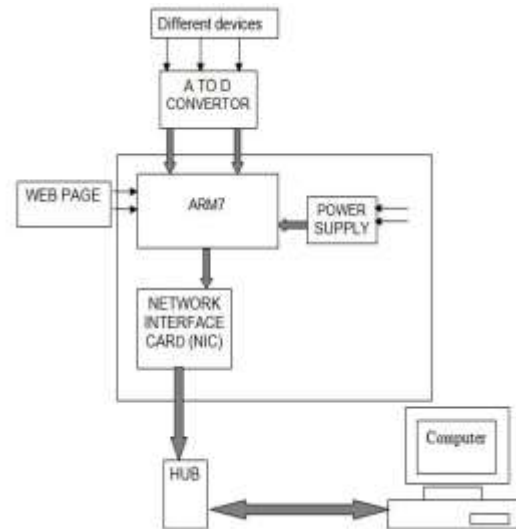 Different devices
A TO D
CONVERTOR
WEB PAGE
ARM7
POWER
SUPPLY
NETWORK
INTERFACE
CARD (NIC)
Computer
HUB